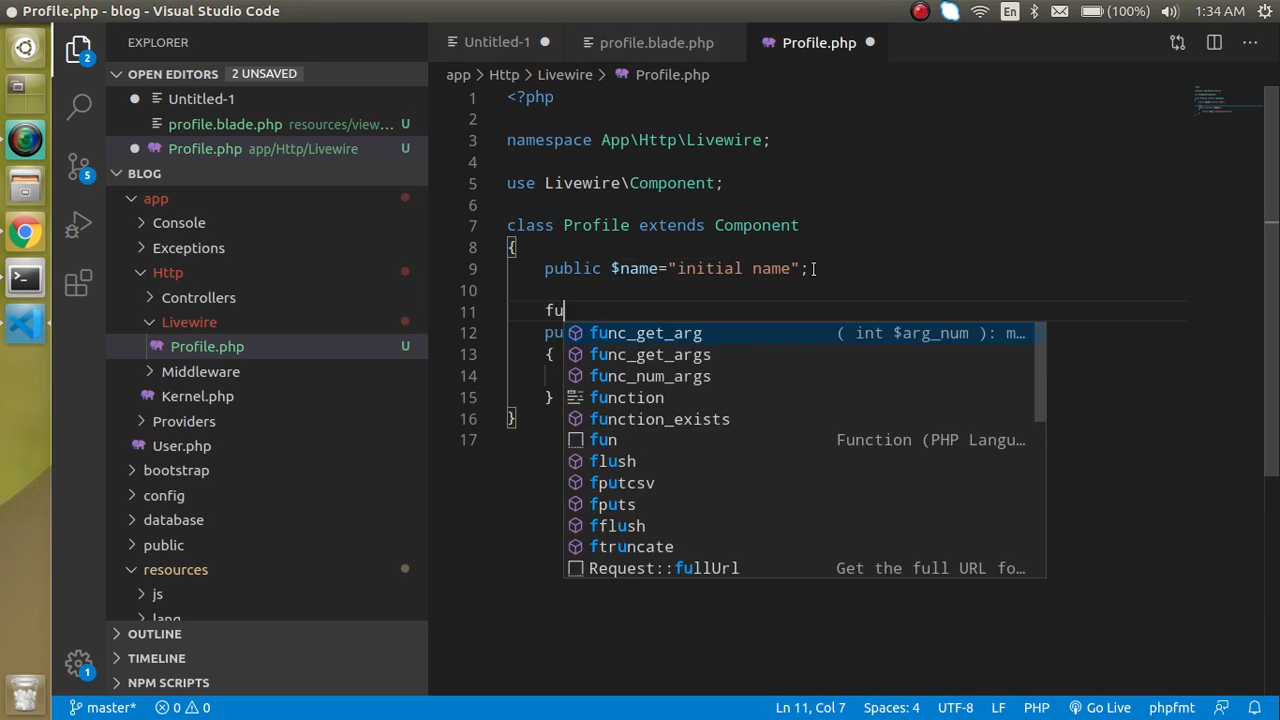 Profile.php - blog - Visual Studio Code
En
(100%)
1:34 AM
EXPLORER
Untitled-1
profile.blade.php
Profile.php
OPEN EDITORS 2 UNSAVED
app > Http > Livewire > Profile.php
Untitled-1
profile.blade.php resources/view... U
Profile.php app/Http/Livewire U
BLOG
app
Console
Exceptions
Http
Controllers
Livewire
Profile.php U
Middleware
Kernel.php
Providers
User.php
bootstrap
config
database
public
resources
js
lang
OUTLINE
TIMELINE
NPM SCRIPTS
2
5
1
1 <?php
2
3 namespace App\Http\Livewire;
4
5 use Livewire\Component;
6
7 class Profile extends Component
8 {
9 public $name="initial name";
10
11 fu
12 pu
13 {
14
15 }
16 }
17
func_get_arg ( int $arg_num ): m...
func_get_args
func_num_args
function
function_exists
fun Function (PHP Langu...
flush
fputcsv
fputs
fflush
ftruncate
Request::fullUrl Get the full URL fo...
master* 0 0 Ln 11, Col 7 Spaces: 4 UTF-8 LF PHP Go Live phpfmt